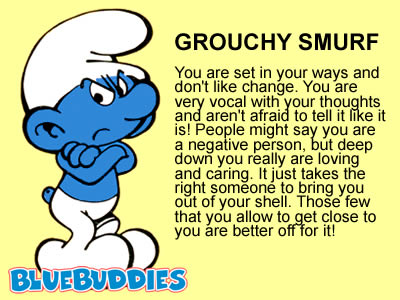 GROUCHY SMURF
You are set in your ways and
don't like change. You are
very vocal with your thoughts
and aren't afraid to tell it like it
is! People might say you are
a negative person, but deep
down you really are loving
and caring. It just takes the
right someone to bring you
out of your shell. Those few
that you allow to get close to
you are better off for it!
BLUEBUDDIES